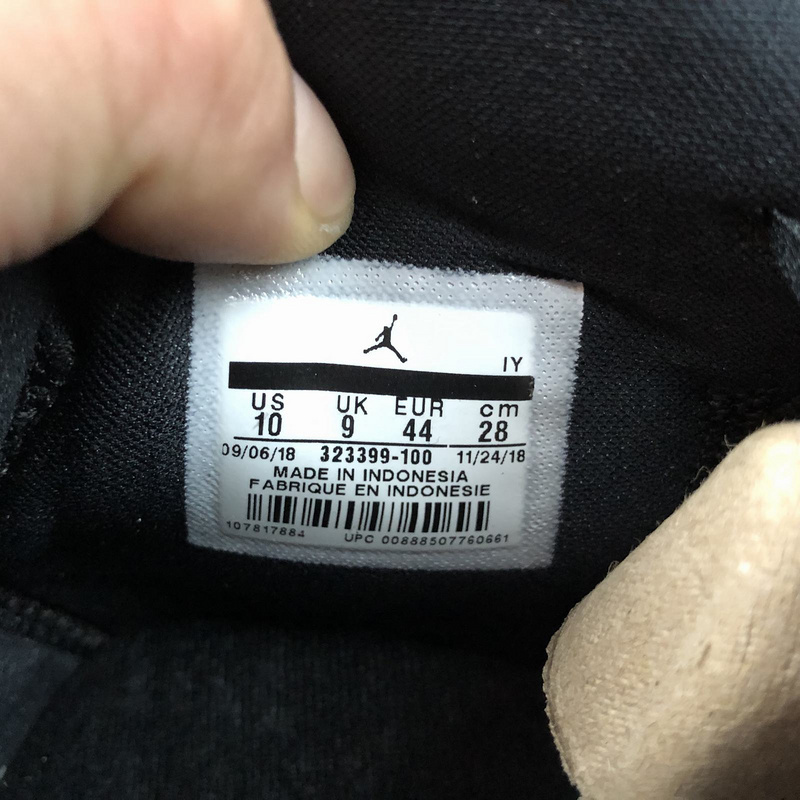 IY
US UK EUR cm
10 9 44 28
09/06/18 323399-100 11/24/18
MADE IN INDONESIA
FABRIQUE EN INDONESIE
107817884 UPC 00888507760661